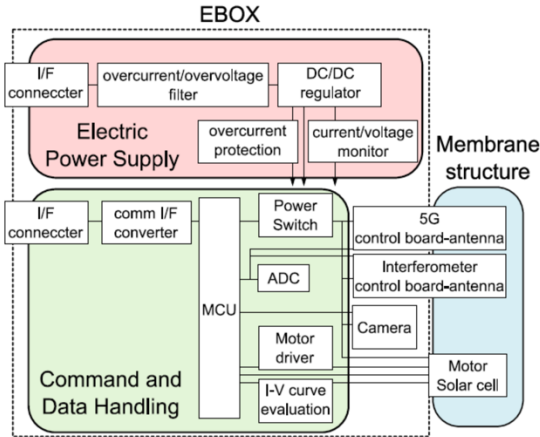 EBOX
I/F
conneccter
overcurrent/overvoltage
filter
DC/DC
regulator
Electric
Power Supply
overcurrent
protection
current/voltage
monitor
Membrane
structure
I/F
conneccter
comm I/F
converter
Power
Switch
5G
control board-antenna
Interferometer
control board-antenna
ADC
MCU
Camera
Motor
driver
Motor
Solar cell
Command and
Data Handling
I-V curve
evaluation